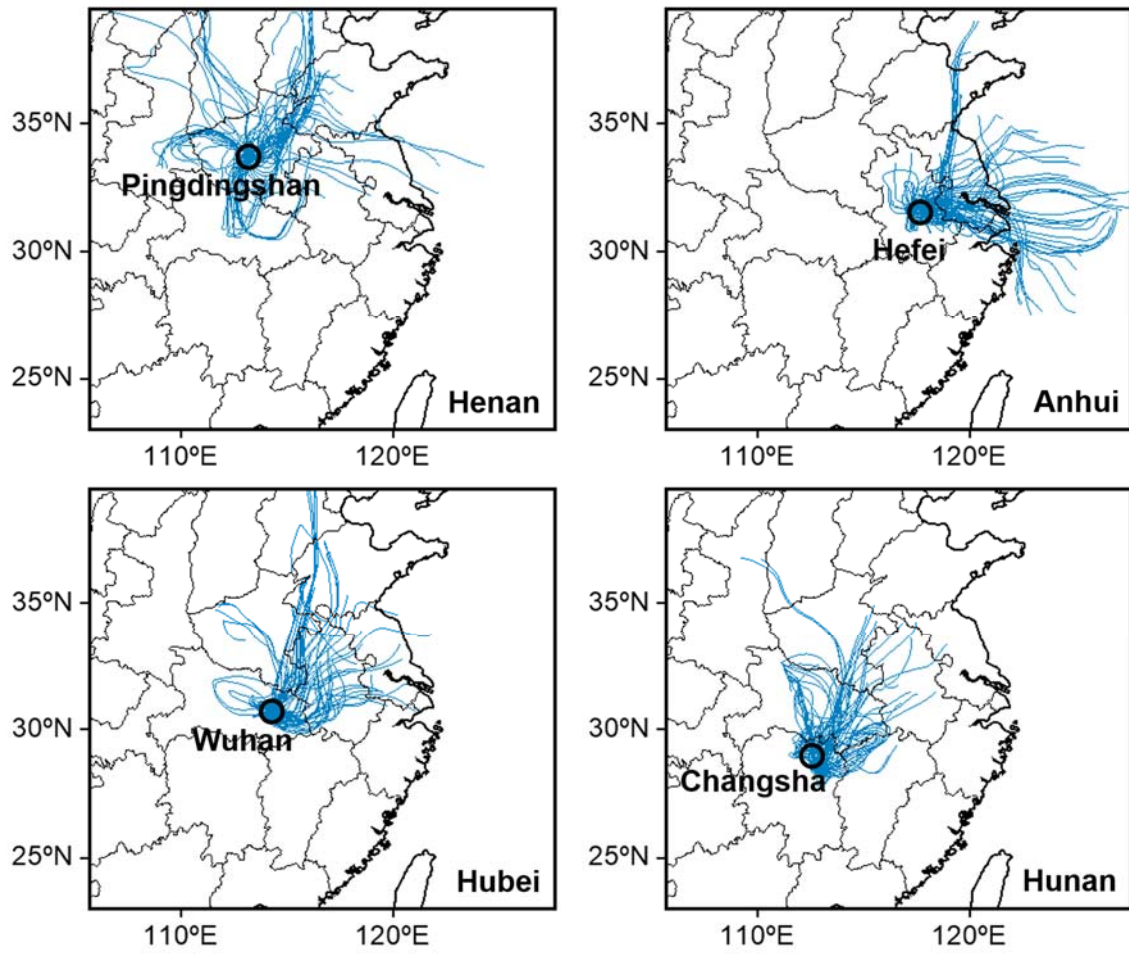 35ºN
30ºN
25ºN
Pingdingshan
Henan
110ºE
120ºE
35ºN
30ºN
25ºN
Hefei
Anhui
110ºE
120ºE
35ºN
30ºN
25ºN
Wuhan
Hubei
110ºE
120ºE
35ºN
30ºN
25ºN
Changsha
Hunan
110ºE
120ºE